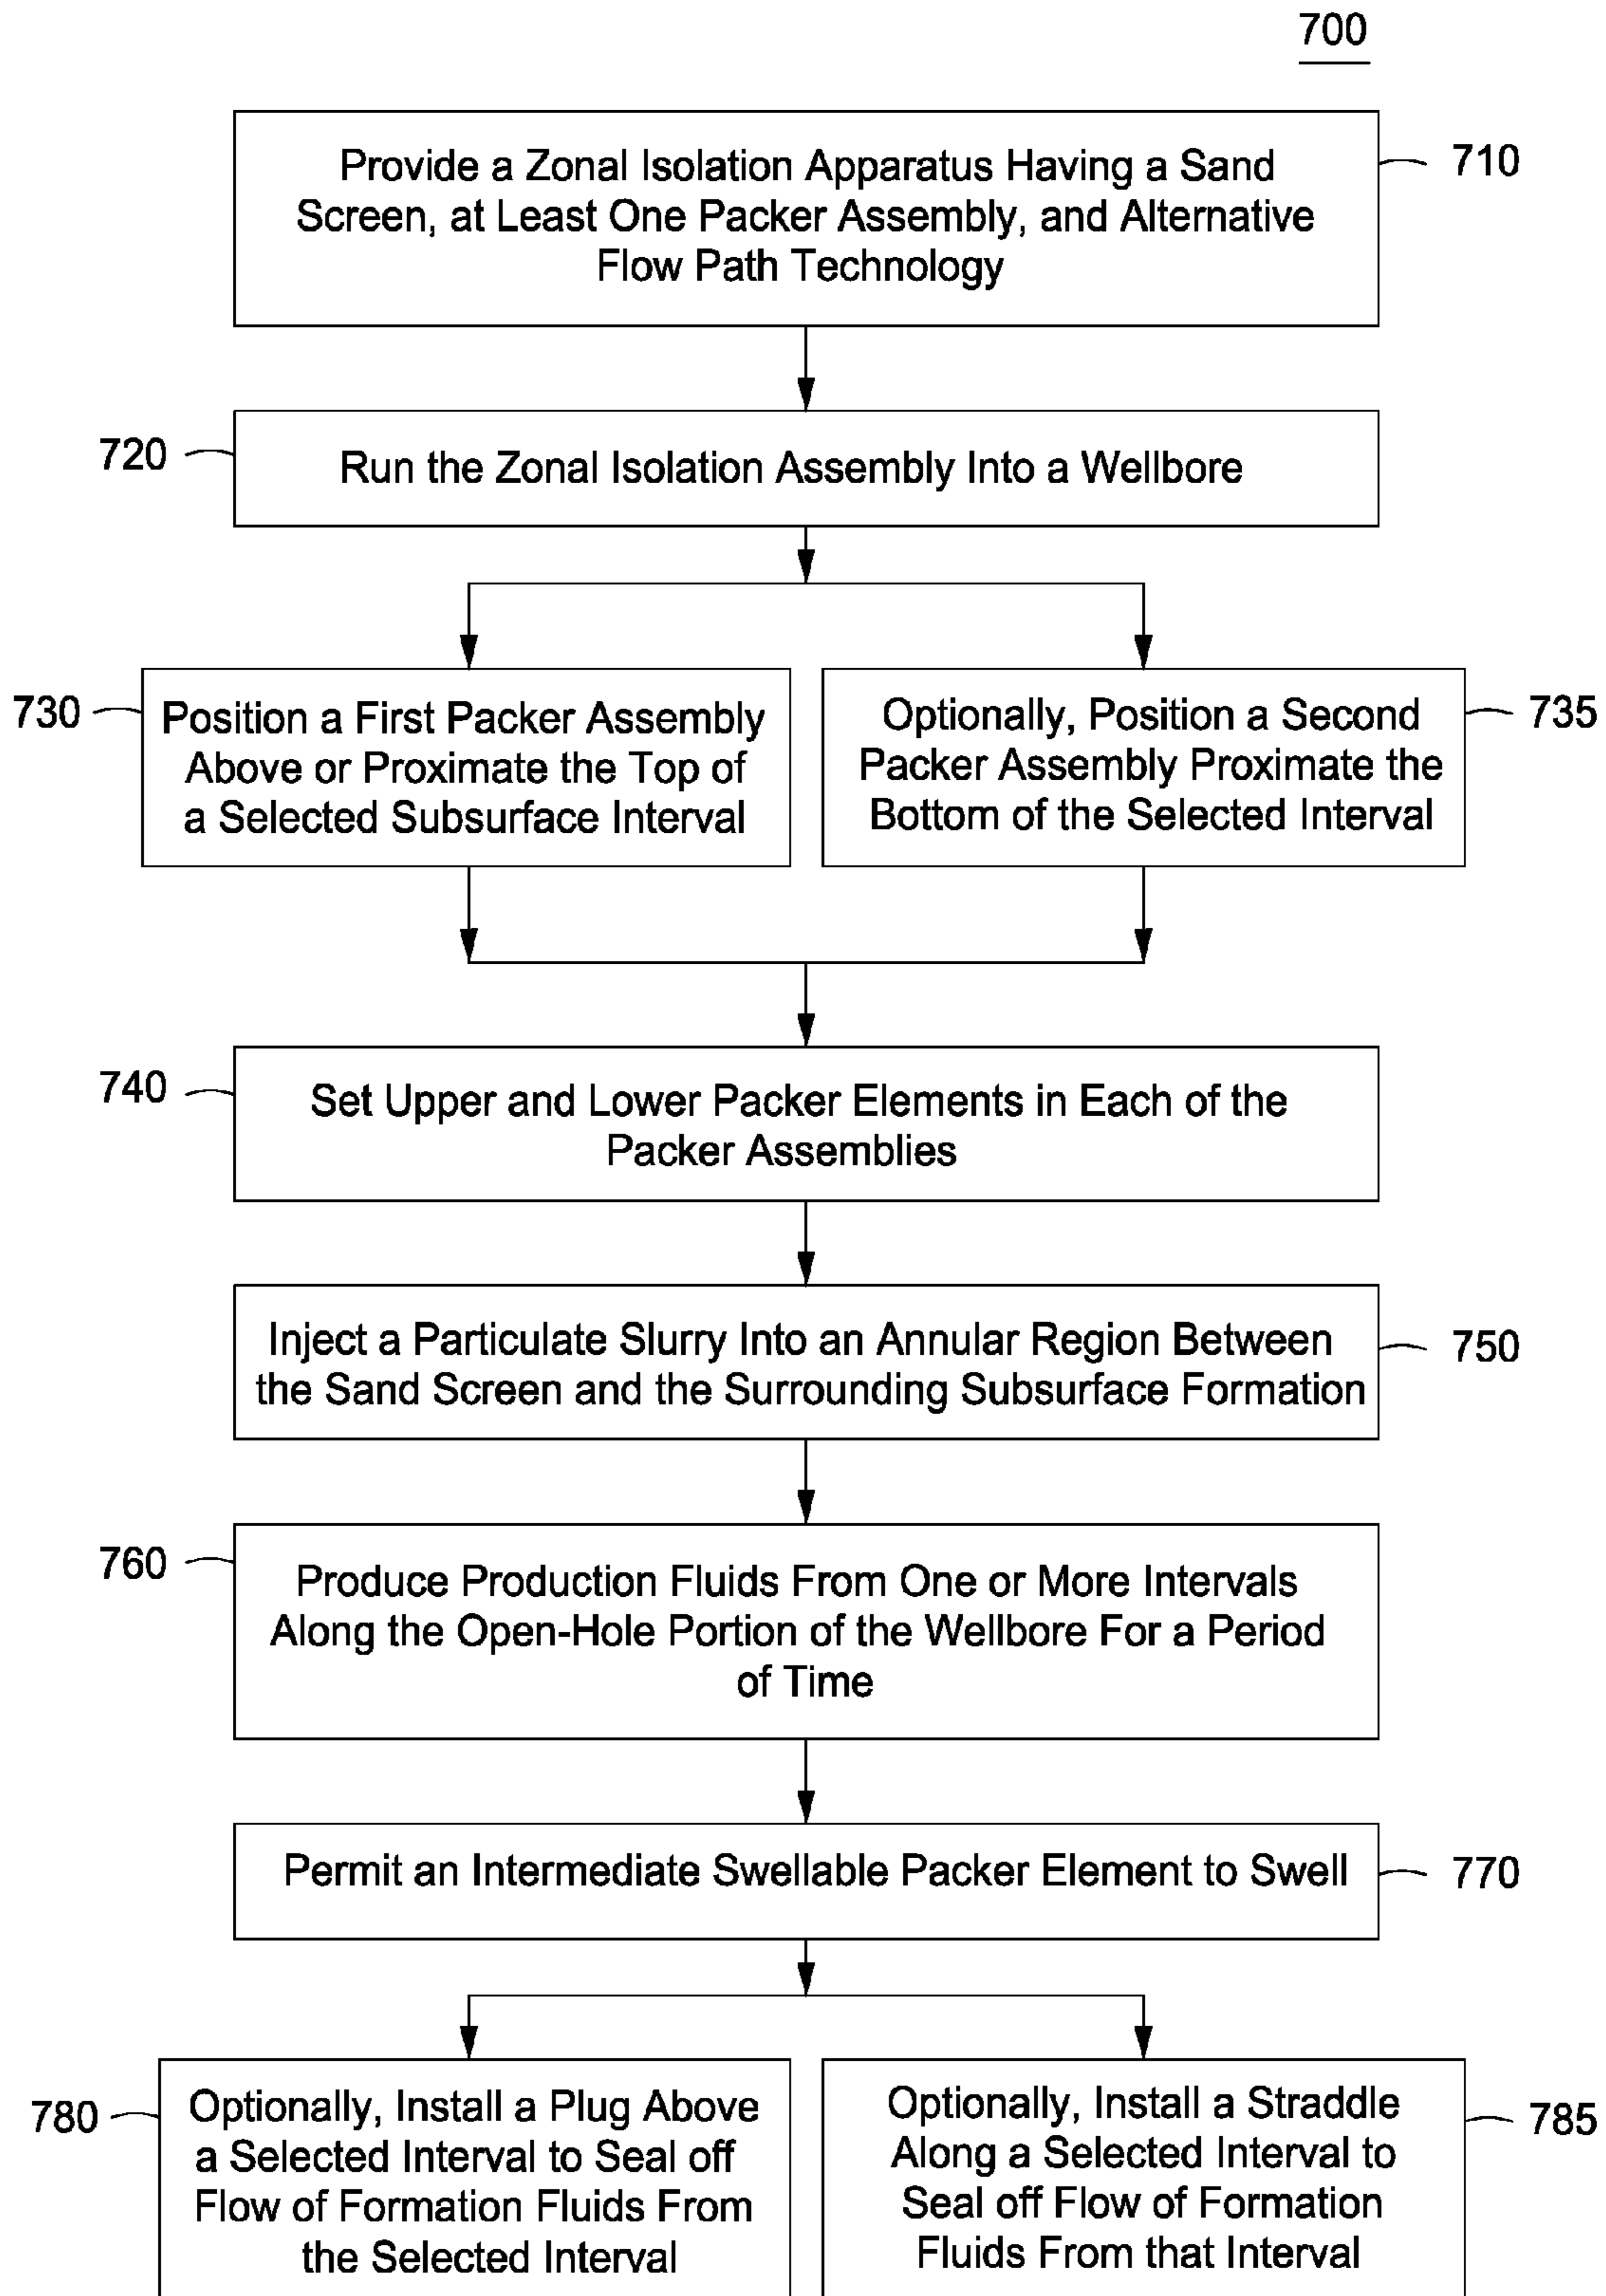 700
Provide a Zonal Isolation Apparatus Having a Sand
Screen, at Least One Packer Assembly, and Alternative
Flow Path Technology
710
720
Run the Zonal Isolation Assembly Into a Wellbore
730
Position a First Packer Assembly
Above or Proximate the Top of
a Selected Subsurface Interval
Optionally, Position a Second
Packer Assembly Proximate the
Bottom of the Selected Interval
735
740
Set Upper and Lower Packer Elements in Each of the
Packer Assemblies
Inject a Particulate Slurry Into an Annular Region Between
the Sand Screen and the Surrounding Subsurface Formation
750
760
Produce Production Fluids From One or More Intervals
Along the Open-Hole Portion of the Wellbore For a Period
of Time
Permit an Intermediate Swellable Packer Element to Swell
770
780
Optionally, Install a Plug Above
a Selected Interval to Seal off
Flow of Formation Fluids From
the Selected Interval
Optionally, Install a Straddle
Along a Selected Interval to
Seal off Flow of Formation
Fluids From that Interval
785